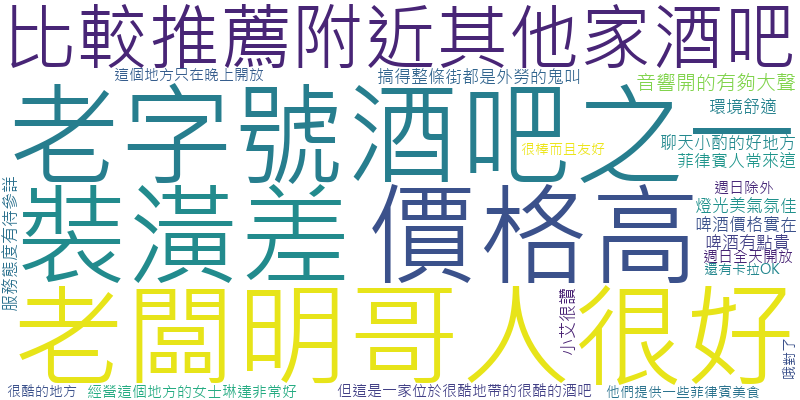 比較推薦附近其他家酒吧
這個地方只在晚上開放
搞得整條街都是外勞的鬼叫
音響開的有夠大聲
老字號酒吧之一
環境舒適
很棒而且友好
聊天小酌的好地方
菲律賓人常來這
服務態度有待參詳
裝潢差
價格高
週日除外
燈光美氣氛佳
啤酒價格實在
啤酒有點貴
週日全天開放
還有卡拉OK
老闆明哥人很好
小艾很讚
哦對了
很酷的地方
經營這個地方的女士琳達非常好
但這是一家位於很酷地帶的很酷的酒吧
他們提供一些菲律賓美食